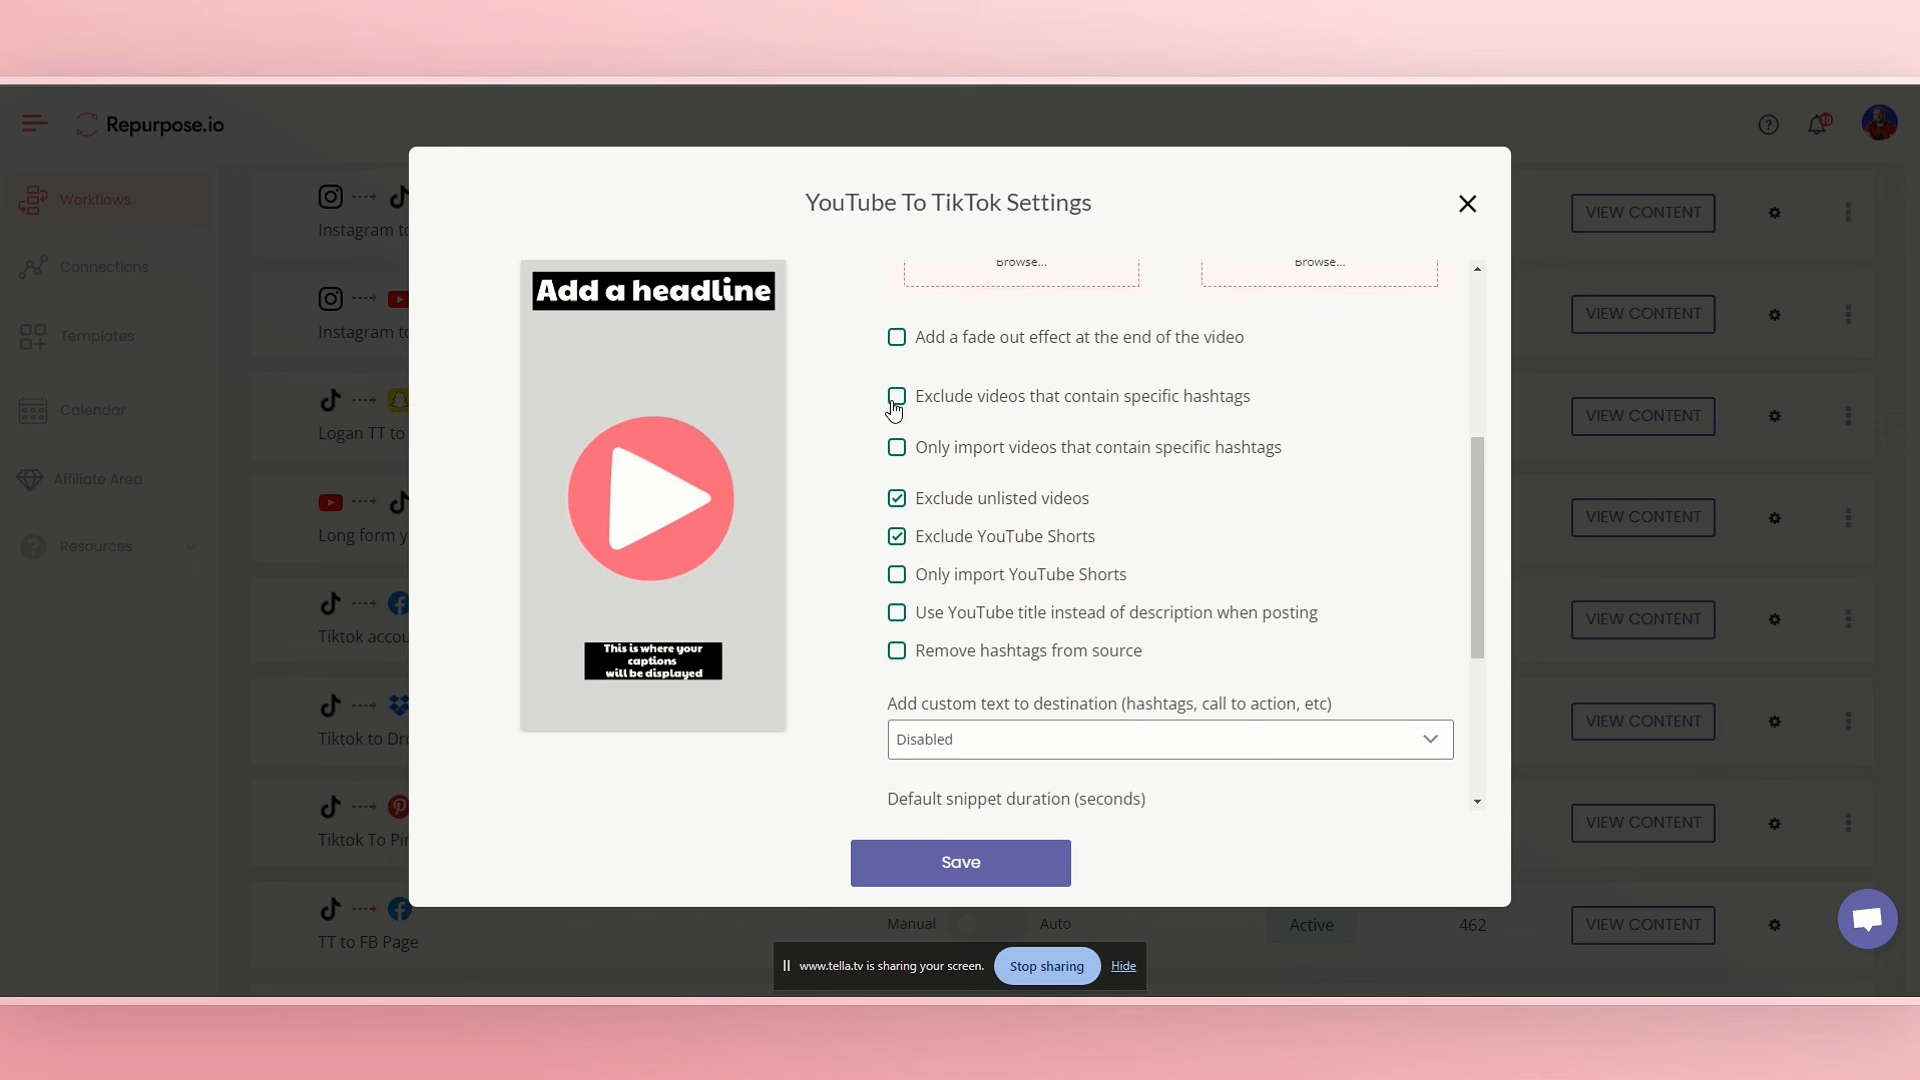 Repurpose.io
10
Workflows
Connections
Templates
Calendar
Affiliate Area
Resources
Instagram to
Instagram to
Logan TT to
Long form y
Tiktok accou
Tiktok to Dr
Tiktok To Pi
TT to FB Page
YouTube To TikTok Settings
Add a headline
This is where your
captions
will be displayed
Browse...
Browse...
Add a fade out effect at the end of the video
Exclude videos that contain specific hashtags
Only import videos that contain specific hashtags
Exclude unlisted videos
Exclude YouTube Shorts
Only import YouTube Shorts
Use YouTube title instead of description when posting
Remove hashtags from source
Add custom text to destination (hashtags, call to action, etc)
Disabled
Default snippet duration (seconds)
Save
VIEW CONTENT
VIEW CONTENT
VIEW CONTENT
VIEW CONTENT
VIEW CONTENT
VIEW CONTENT
VIEW CONTENT
Manual
Auto
Active
462
VIEW CONTENT
www.tella.tv is sharing your screen.
Stop sharing
Hide